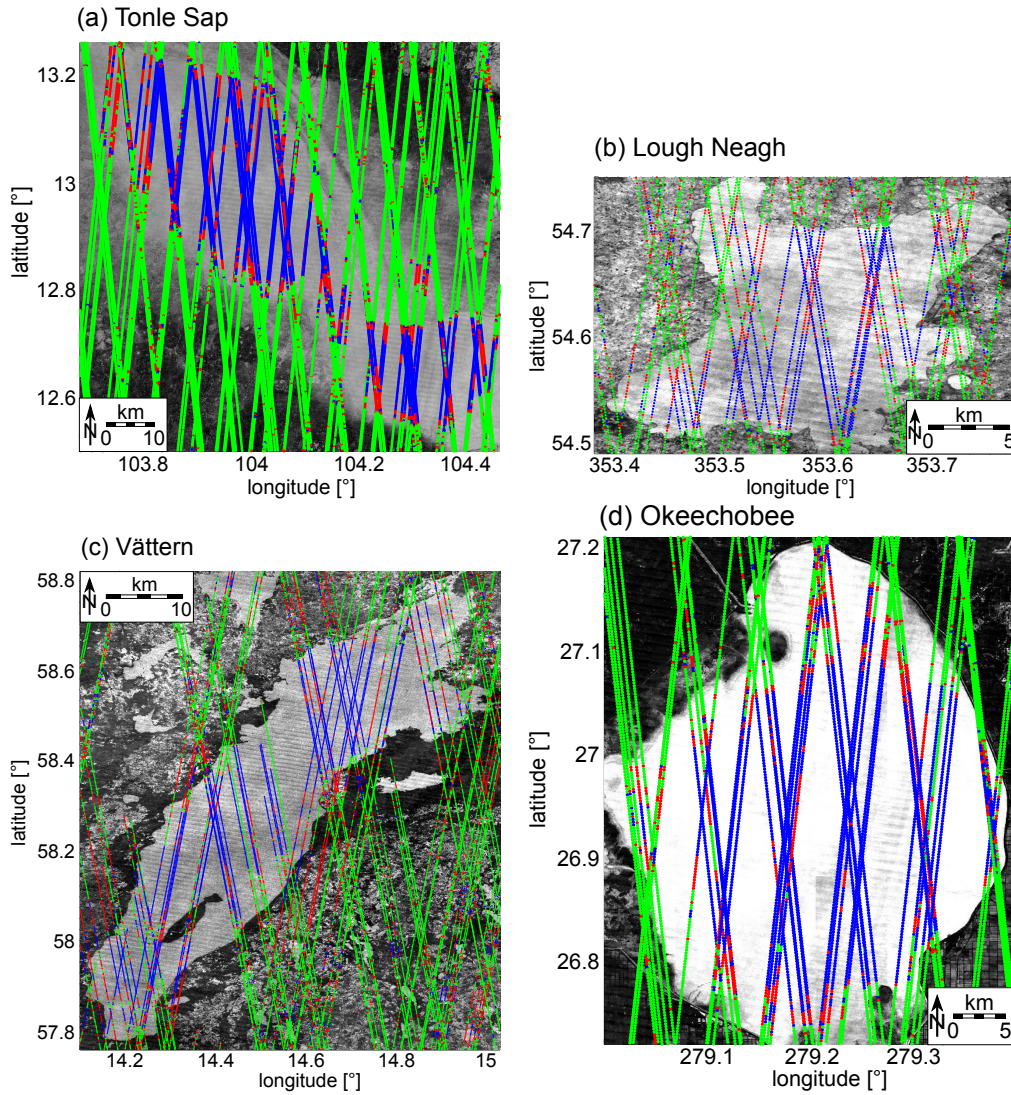 (a) Tonle Sap
13.2
13
12.8
12.6
latitude [°]
N
km
0 10
103.8 104 104.2 104.4
longitude [°]
(b) Lough Neagh
54.7
54.6
54.5
latitude [°]
N
km
0 5
353.4 353.5 353.6 353.7
longitude [°]
(c) Vättern
58.8
58.6
58.4
58.2
58
57.8
latitude [°]
N
km
0 10
14.2 14.4 14.6 14.8 15
longitude [°]
(d) Okeechobee
27.2
27.1
27
26.9
26.8
latitude [°]
N
km
0 5
279.1 279.2 279.3
longitude [°]